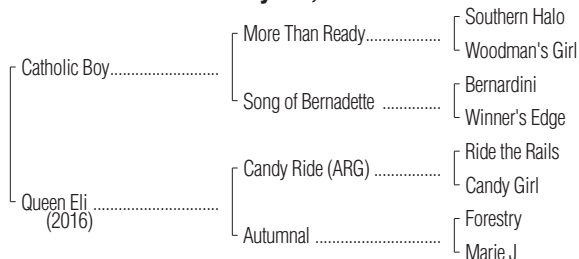 Southern Halo
More Than Ready..................
Woodman's Girl
Catholic Boy..........................
Bernardini
Song of Bernadette ..............
Winner's Edge
Ride the Rails
Candy Ride (ARG) ................
Candy Girl
Queen Eli ..............................
(2016)
Forestry
Autumnal ..............................
Marie J